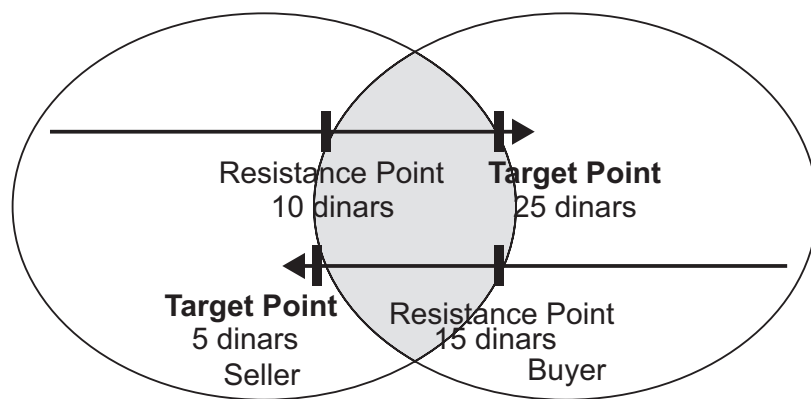 Resistance Point
10 dinars
Target Point
25 dinars
Target Point
5 dinars
Resistance Point
15 dinars
Seller
Buyer